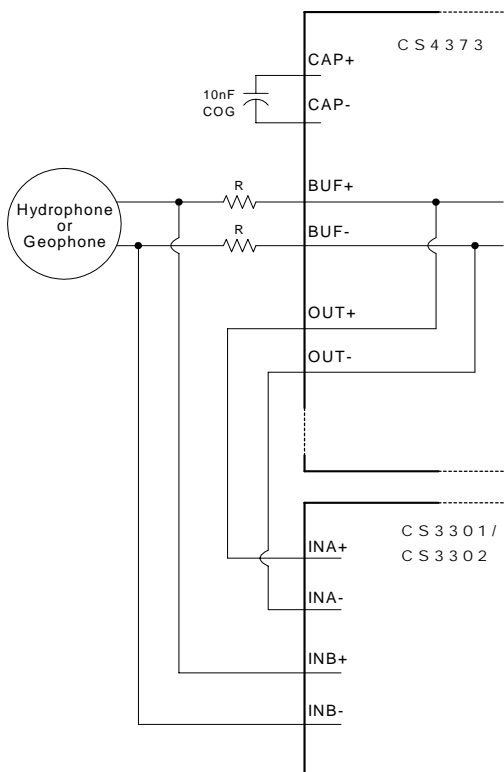 CS4373
CAP+
10nF
COG
CAP-
R
BUF+
Hydrophone
or
Geophone
R
BUF-
OUT+
OUT-
CS3301/
CS3302
INA+
INA-
INB+
INB-